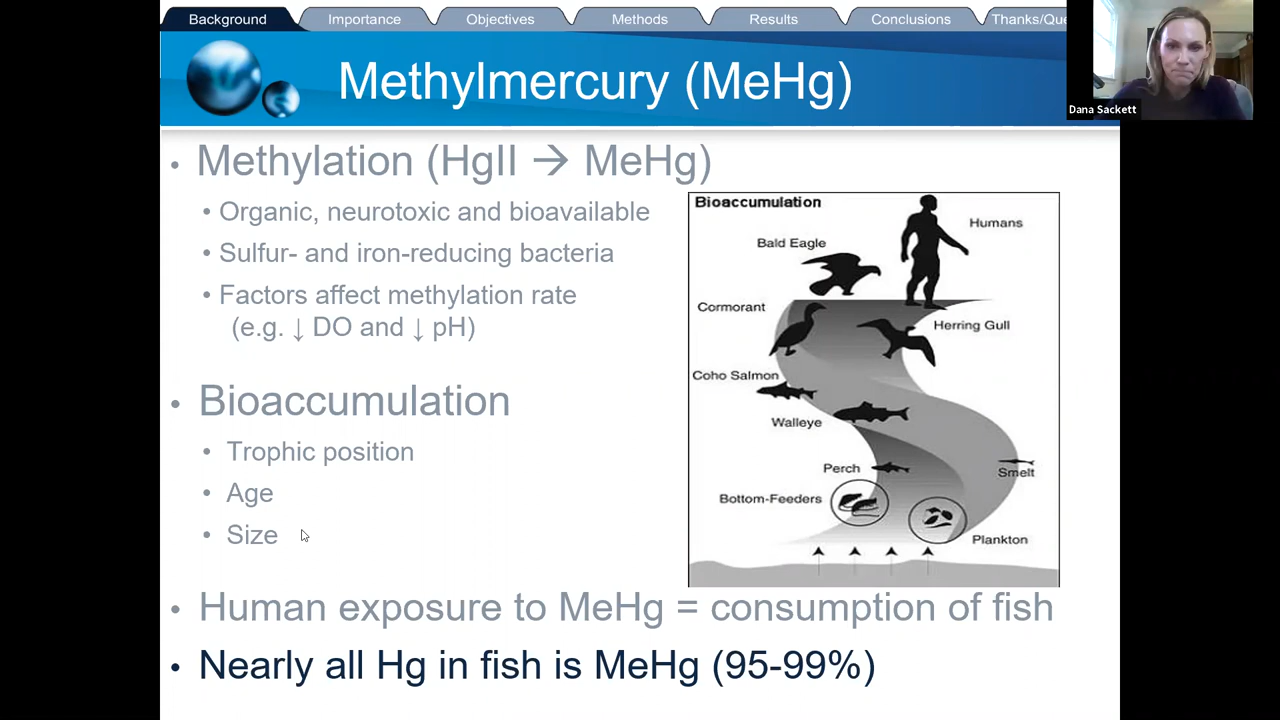 Background Importance Objectives Methods Results Conclusions Thanks/Que
Dana Sackett
Methylmercury (MeHg)
• Methylation (HgII → MeHg)
• Organic, neurotoxic and bioavailable
• Sulfur- and iron-reducing bacteria
• Factors affect methylation rate
(e.g. ↓ DO and ↓ pH)
• Bioaccumulation
• Trophic position
• Age
• Size
Bioaccumulation
Humans
Bald Eagle
Cormorant
Herring Gull
Coho Salmon
Walleye
Perch
Smelt
Bottom-Feeders
Plankton
• Human exposure to MeHg = consumption of fish
• Nearly all Hg in fish is MeHg (95-99%)